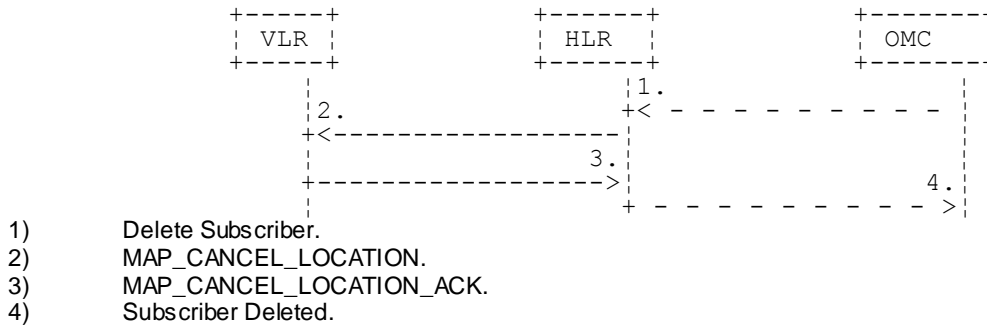 VLR HLR OMC
1.
2.
3.
4.
1) Delete Subscriber.
2) MAP_CANCEL_LOCATION.
3) MAP_CANCEL_LOCATION_ACK.
4) Subscriber Deleted.